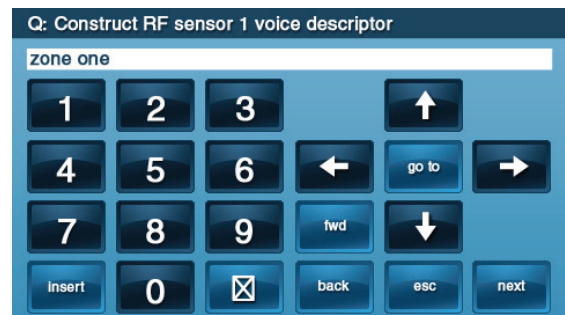 Q: Construct RF sensor 1 voice descriptor
zone one
1 2 3 ↑
4 5 6 ← go to →
7 8 9 fwd ↓
insert 0 ☒ back esc next